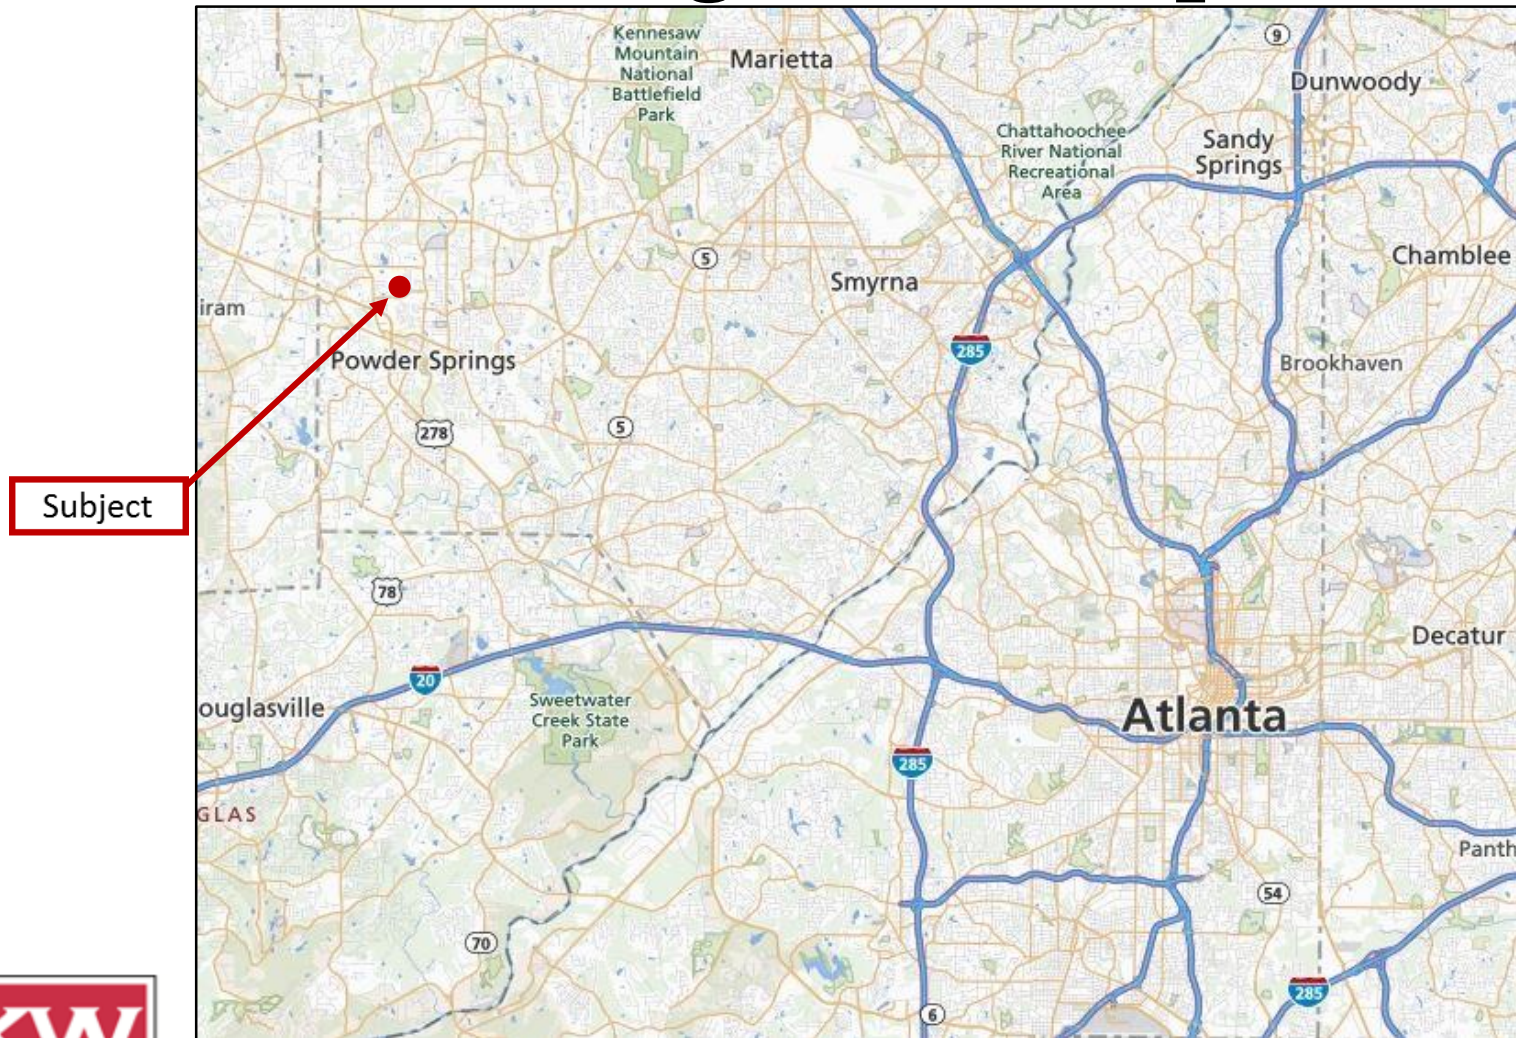 Kennesaw
Mountain
National
Battlefield
Park
Marietta
9
Dunwoody
Chattahoochee
River National
Recreational
Area
Sandy
Springs
5
Chamblee
Smyrna
iram
285
Powder Springs
Brookhaven
278
5
Subject
78
Decatur
20
Sweetwater
Creek State
Park
ouglasville
Atlanta
285
GLAS
Panth
54
70
285
6
KW